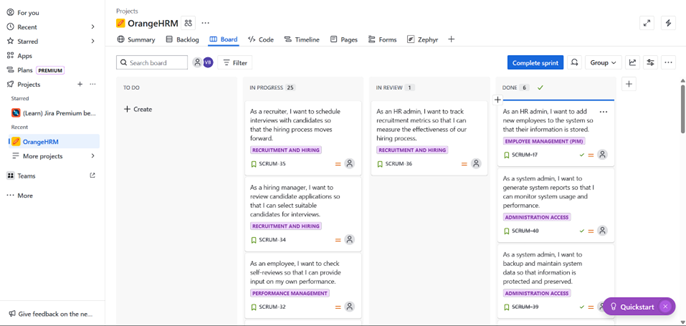 For you
Recent
Starred
Apps
Plans PREMIUM
Projects
Starred
(Learn) Jira Premium be...
Recent
OrangeHRM
More projects
Teams
More
Give feedback on the ne...
Projects
OrangeHRM
Summary Backlog Board Code Timeline Pages Forms Zephyr
Search board VB Filter Complete sprint Group
TO DO
Create
IN PROGRESS 25
As a recruiter, I want to schedule
interviews with candidates so
that the hiring process moves
forward.
RECRUITMENT AND HIRING
SCRUM-35
As a hiring manager, I want to
review candidate applications so
that I can select suitable
candidates for interviews.
RECRUITMENT AND HIRING
SCRUM-34
As an employee, I want to check
self-reviews so that I can provide
input on my own performance.
PERFORMANCE MANAGEMENT
SCRUM-32
IN REVIEW 1
As an HR admin, I want to track
recruitment metrics so that I can
measure the effectiveness of our
hiring process.
RECRUITMENT AND HIRING
SCRUM-36
DONE 6
As an HR admin, I want to add
new employees to the system so
that their information is stored.
EMPLOYEE MANAGEMENT (PIM)
SCRUM-17
As a system admin, I want to
generate system reports so that I
can monitor system usage and
performance.
ADMINISTRATION ACCESS
SCRUM-40
As a system admin, I want to
backup and maintain system
data so that information is
protected and preserved.
ADMINISTRATION ACCESS
SCRUM-39
Quickstart